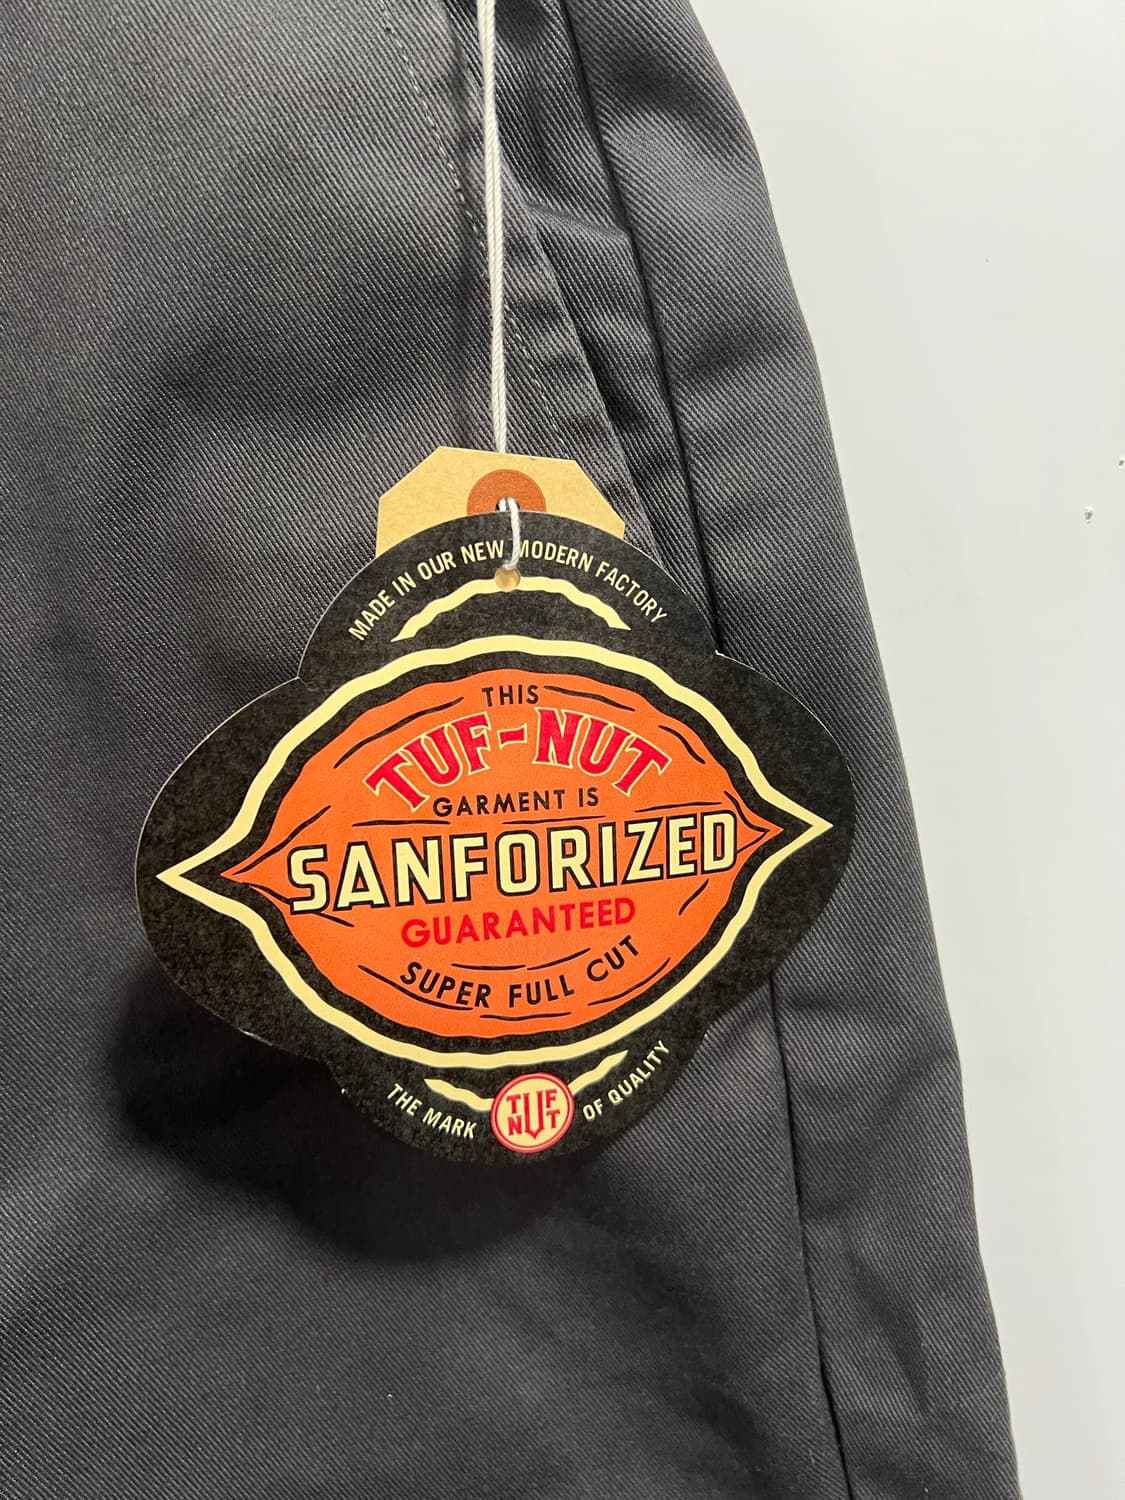 MADE IN OUR NEW MODERN FACTORY
THIS
TUF-NUT
GARMENT IS
SANFORIZED
GUARANTEED
SUPER FULL CUT
THE MARK
TUF
NUT
OF QUALITY